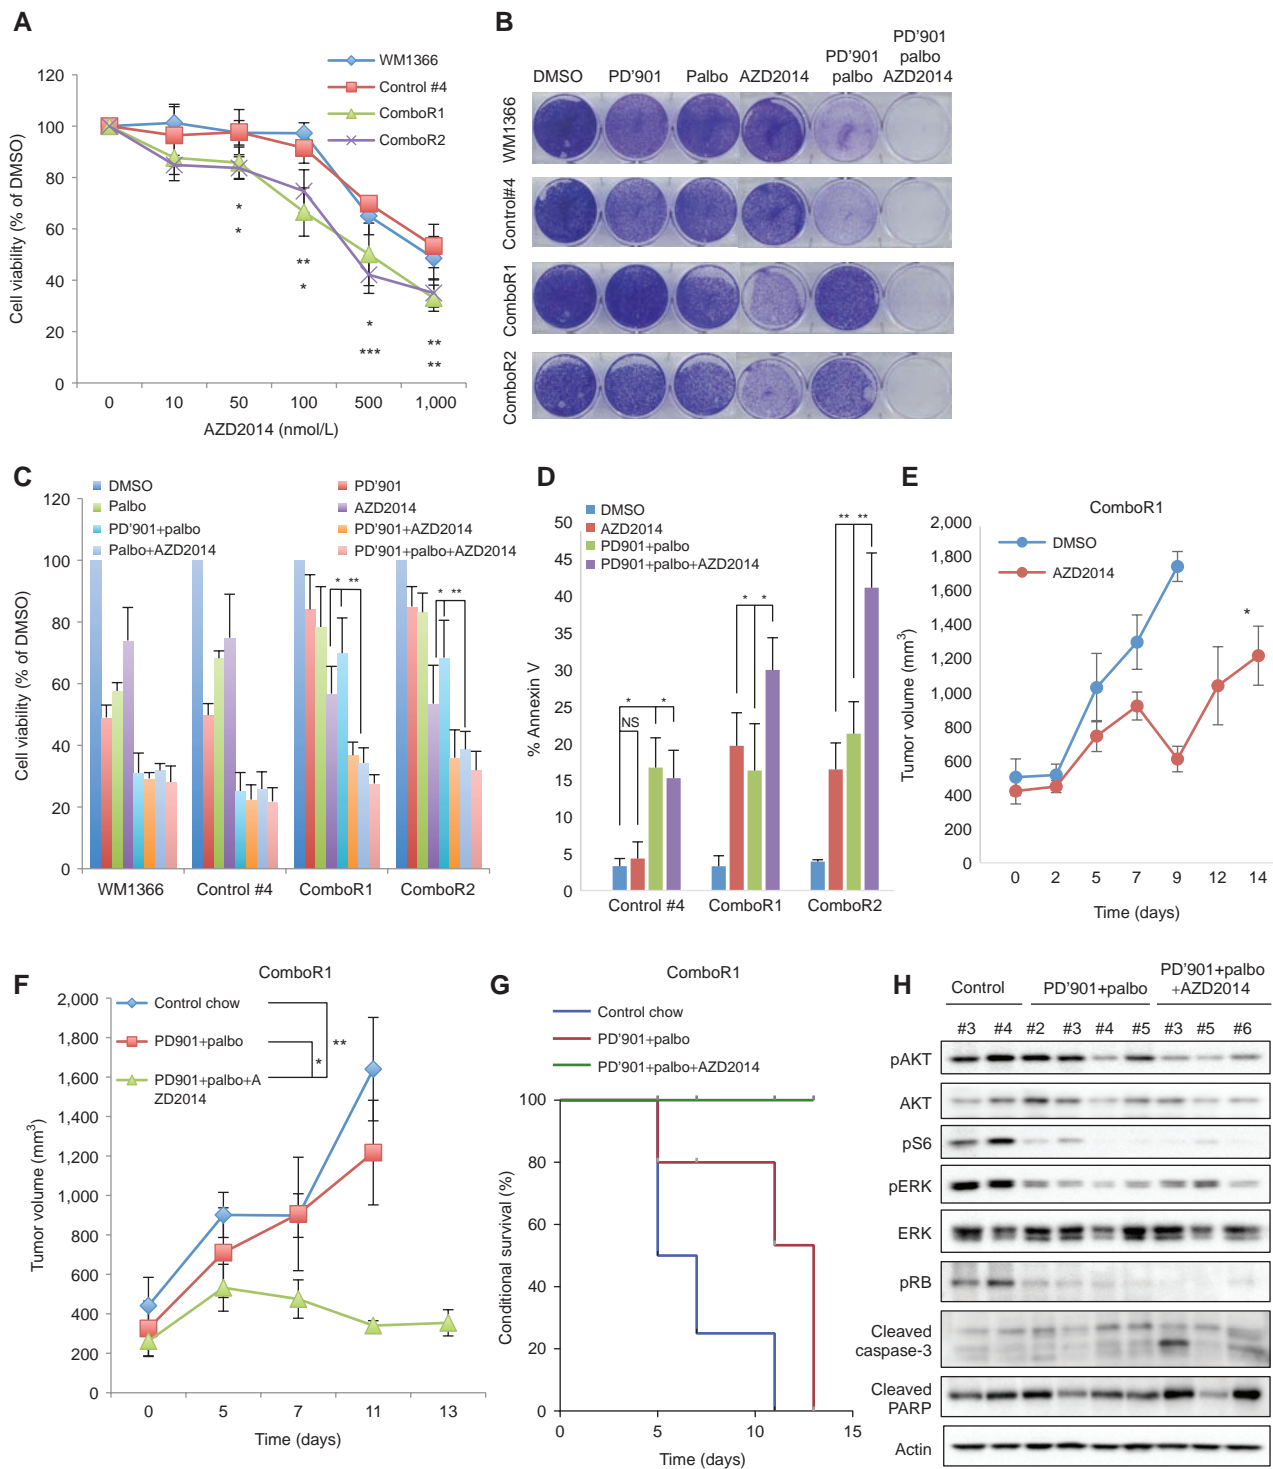 A
WM1366
Control #4
ComboR1
ComboR2
Cell viability (% of DMSO)
120
100
80
60
40
20
0
*
*
**
*
*
***
**
**
0 10 50 100 500 1,000
AZD2014 (nmol/L)
B
DMSO PD'901 Palbo AZD2014 PD'901 palbo PD'901 palbo AZD2014
WM1366
Control#4
ComboR1
ComboR2
C
DMSO PD'901
Palbo AZD2014
PD'901+palbo PD'901+AZD2014
Palbo+AZD2014 PD'901+palbo+AZD2014
Cell viability (% of DMSO)
120
100
80
60
40
20
0
* **
* **
WM1366 Control #4 ComboR1 ComboR2
D
DMSO
AZD2014
PD901+palbo
PD901+palbo+AZD2014
% Annexin V
50
45
40
35
30
25
20
15
10
5
0
* *
NS
* *
** **
Control #4 ComboR1 ComboR2
E
ComboR1
DMSO
AZD2014
Tumor volume (mm3)
2,000
1,800
1,600
1,400
1,200
1,000
800
600
400
200
0
*
0 2 5 7 9 12 14
Time (days)
F
ComboR1
Control chow
PD901+palbo
PD901+palbo+A
ZD2014
**
*
Tumor volume (mm3)
2,000
1,800
1,600
1,400
1,200
1,000
800
600
400
200
0
0 5 7 11 13
Time (days)
G
ComboR1
Control chow
PD'901+palbo
PD'901+palbo+AZD2014
Conditional survival (%)
100
80
60
40
20
0
0 5 10 15
Time (days)
H
Control PD'901+palbo PD'901+palbo
+AZD2014
#3 #4 #2 #3 #4 #5 #3 #5 #6
pAKT
AKT
pS6
pERK
ERK
pRB
Cleaved
caspase-3
Cleaved
PARP
Actin